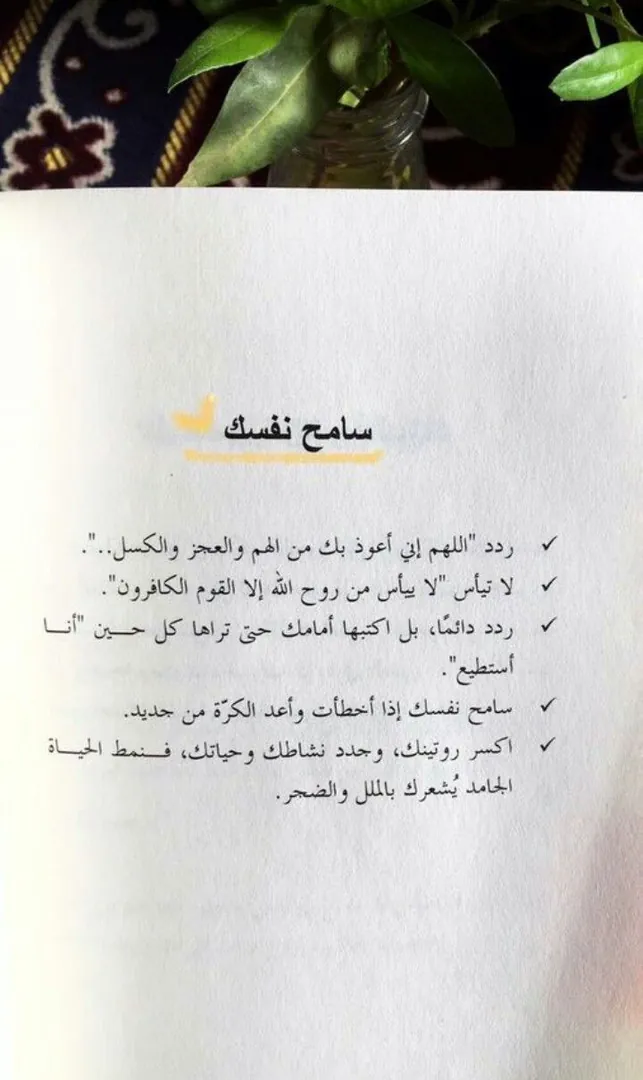 سامح نفسك
✓ ردد "اللهم إني أعوذ بك من الهم والعجز والكسل..".
✓ لا تيأس "لا ييأس من روح الله إلا القوم الكافرون".
✓ ردد دائمًا، بل اكتبها أمامك حتى تراها كل حين "أنا
أستطيع".
✓ سامح نفسك إذا أخطأت وأعد الكرّة من جديد.
✓ اكسر روتينك، وجدد نشاطك وحياتك، فنمط الحياة
الجامد يُشعرك بالملل والضجر.